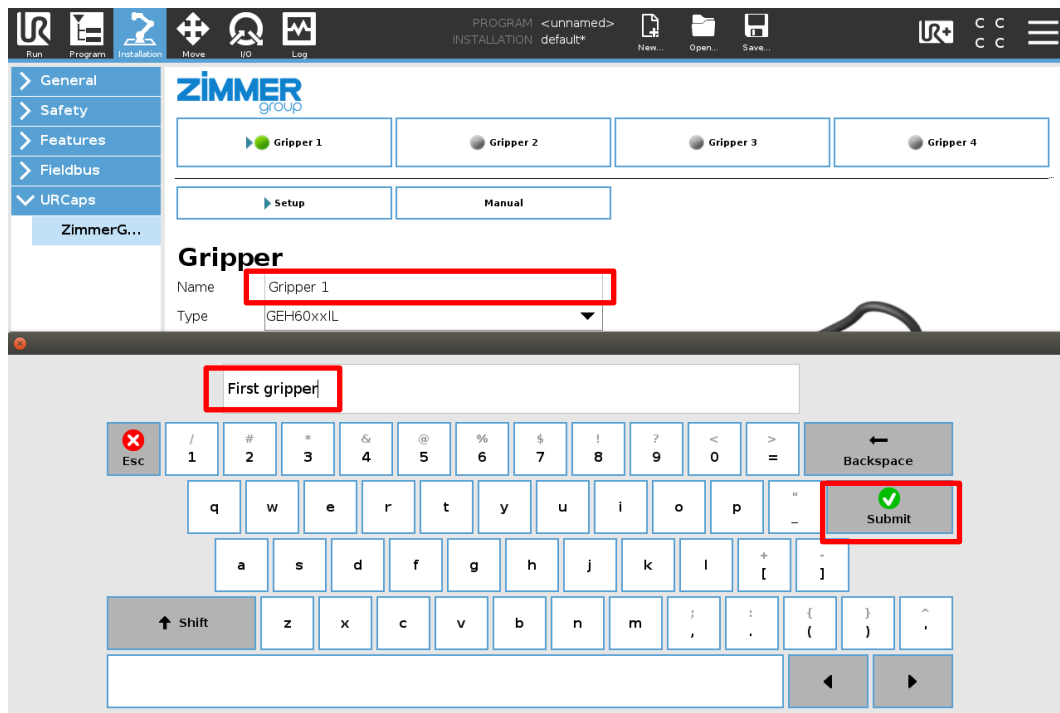 PROGRAM <unnamed>
INSTALLATION default*
Run Program Installation Move I/O Log New... Open... Save... UR+ C C
C C
General
Safety
Features
Fieldbus
URCaps
ZimmerG...
ZIMMER
group
Gripper 1 Gripper 2 Gripper 3 Gripper 4
Setup Manual
Gripper
Name Gripper 1
Type GEH60xxIL
First gripper
Esc / 1 # 2 * 3 & 4 @ 5 % 6 $ 7 ! 8 ? 9 < 0 > = Backspace
q w e r t y u i o p " _ Submit
a s d f g h j k l + [ - ]
Shift z x c v b n m ; , : . { ( } ) ^ '